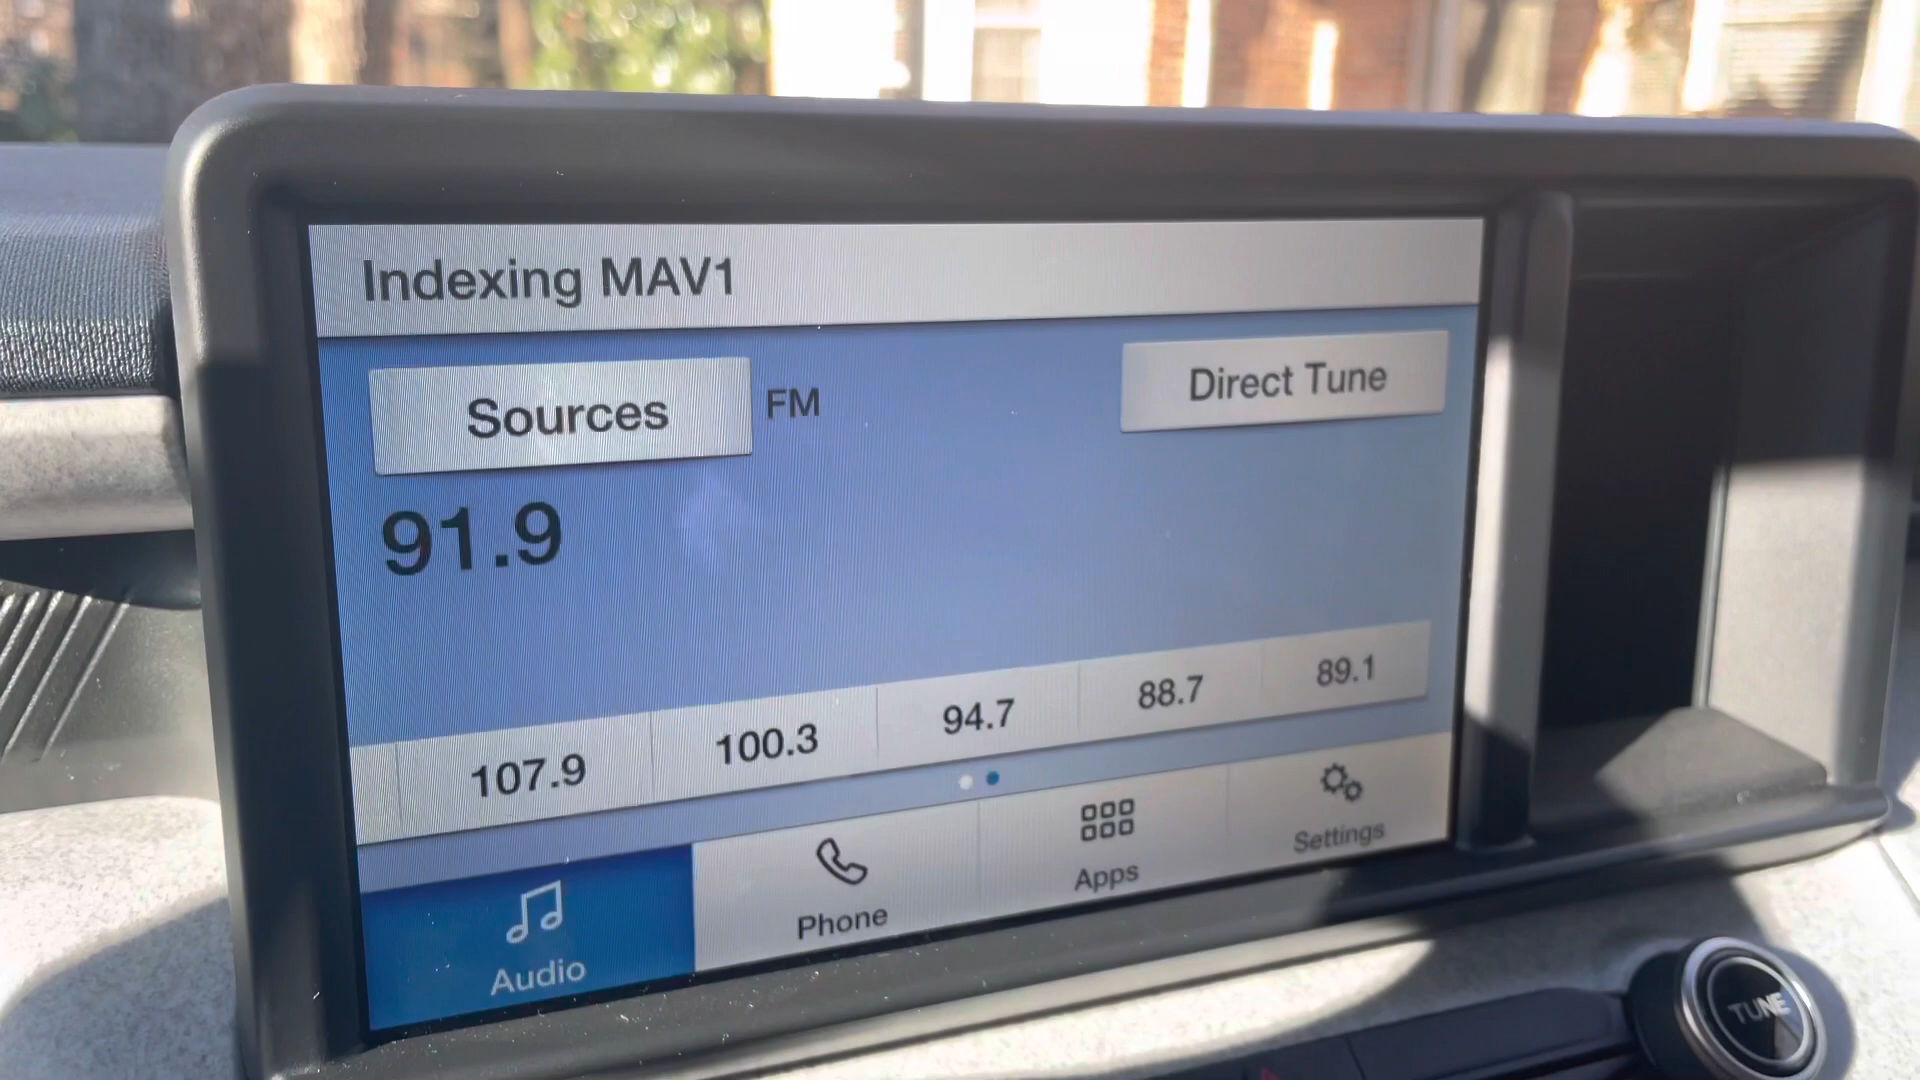 Indexing MAV1
Sources
FM
Direct Tune
91.9
107.9
100.3
94.7
88.7
89.1
Audio
Phone
Apps
Settings
TUNE